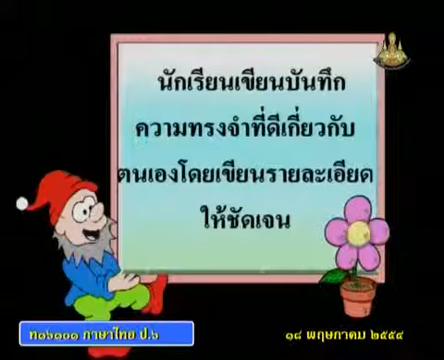 นักเรียนเขียนบันทึก
ความทรงจำที่ดีเกี่ยวกับ
ตนเองโดยเขียนรายละเอียด
ให้ชัดเจน
ท๑๖๑๐๑ ภาษาไทย ป.๖
๑๘ พฤษภาคม ๒๕๕๔